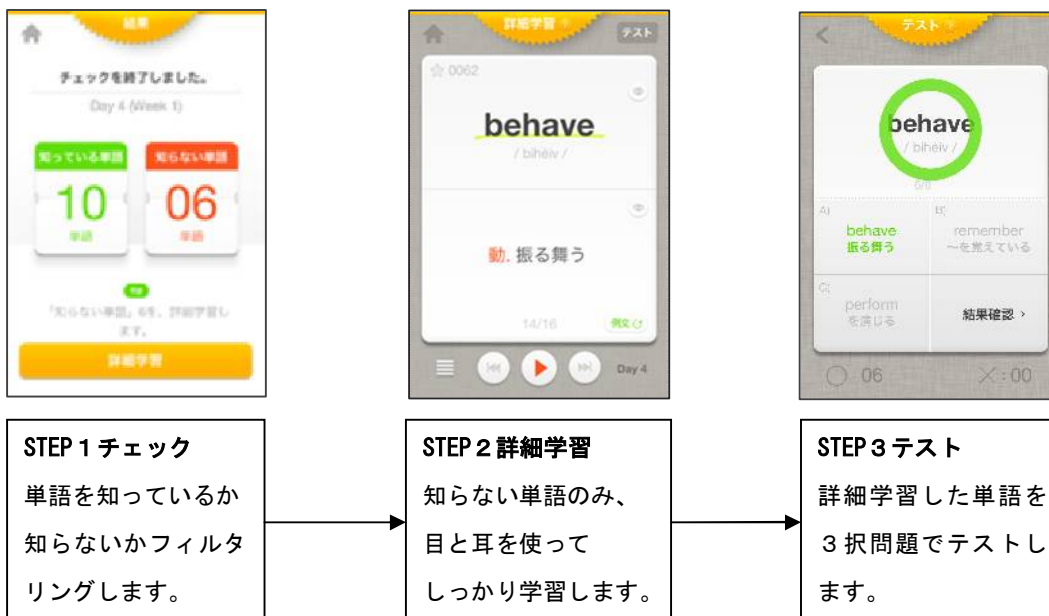 結果
チェックを終了しました。
Day 4 (Week 1)
知っている単語
知らない単語
10
06
単語
単語
「知らない単語」6を、詳細学習し
ます。
詳細学習
詳細学習
テスト
0062
behave
/ bihéiv /
動. 振る舞う
14/16
例文
Day 4
テスト
behave
/ bihéiv /
6/6
A)
behave
振る舞う
B)
remember
～を覚えている
C)
perform
を演じる
結果確認 ›
06
×:00
STEP１チェック
単語を知っているか
知らないかフィルタ
リングします。
STEP２詳細学習
知らない単語のみ、
目と耳を使って
しっかり学習します。
STEP３テスト
詳細学習した単語を
３択問題でテストし
ます。